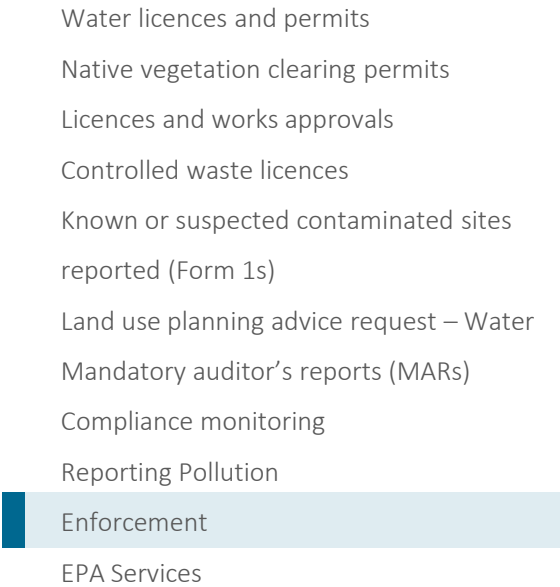 Water licences and permits
Native vegetation clearing permits
Licences and works approvals
Controlled waste licences
Known or suspected contaminated sites
reported (Form 1s)
Land use planning advice request – Water
Mandatory auditor’s reports (MARs)
Compliance monitoring
Reporting Pollution
Enforcement
EPA Services